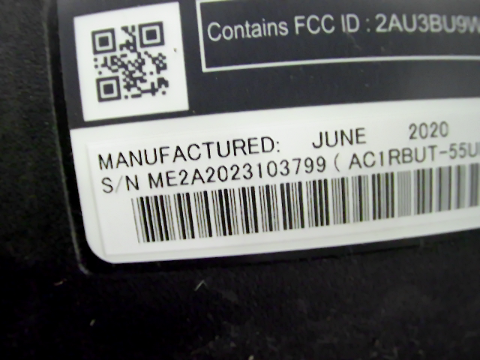 Contains FCC ID : 2AU3BU9W
MANUFACTURED: JUNE 2020
S/N ME2A2023103799 ( AC1RBUT-55U